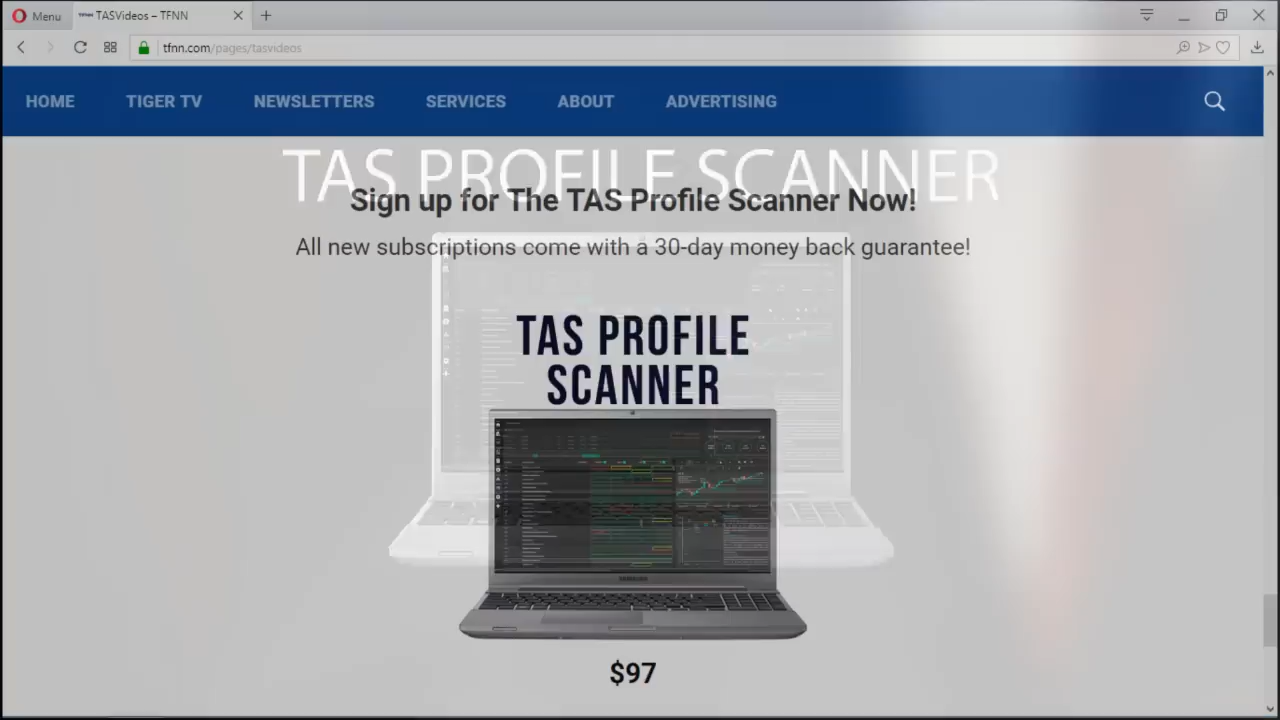 Menu
TASVideos – TFNN
tfnn.com/pages/tasvideos
HOME TIGER TV NEWSLETTERS SERVICES ABOUT ADVERTISING
TAS PROFILE SCANNER
Sign up for The TAS Profile Scanner Now!
All new subscriptions come with a 30-day money back guarantee!
TAS PROFILE
SCANNER
SAMSUNG
$97